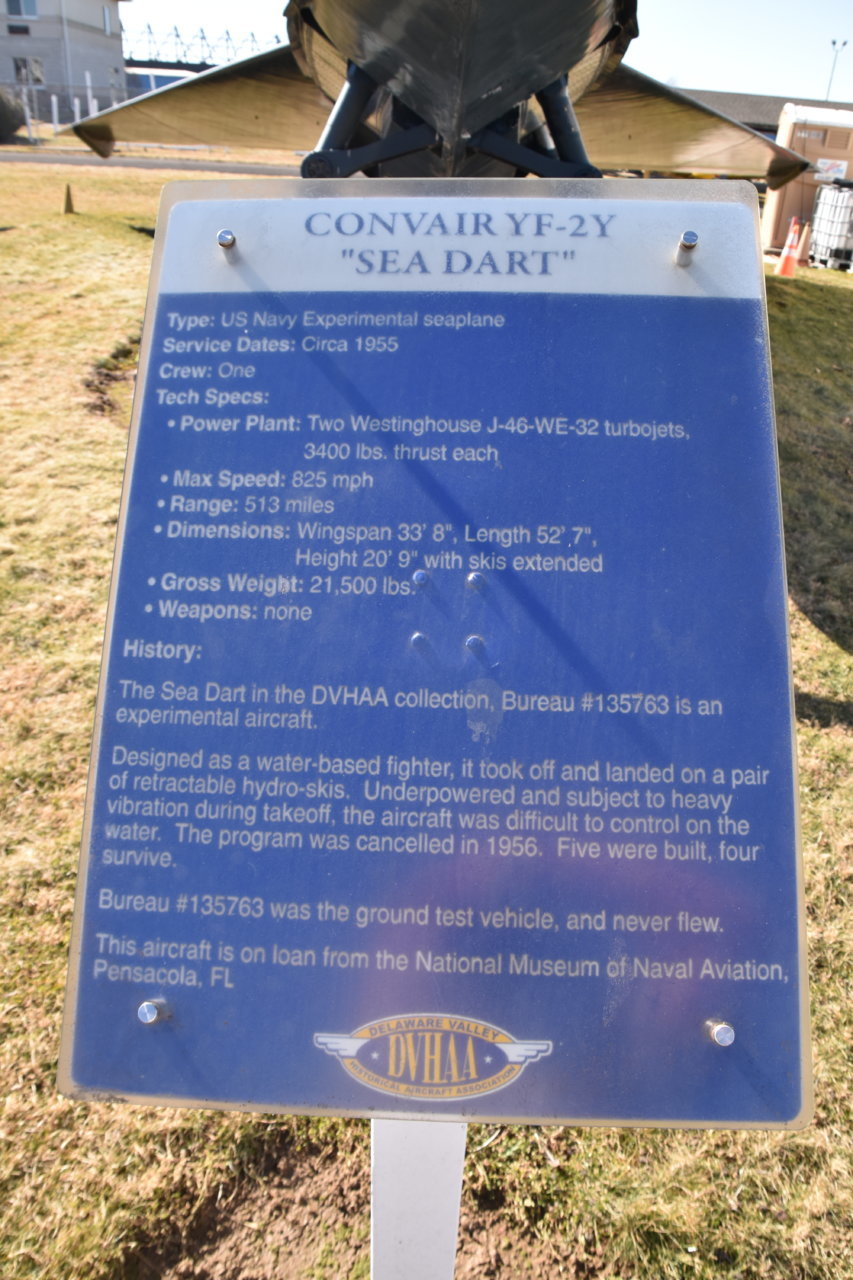 CONVAIR YF-2Y
"SEA DART"
Type: US Navy Experimental seaplane
Service Dates: Circa 1955
Crew: One
Tech Specs:
• Power Plant: Two Westinghouse J-46-WE-32 turbojets,
3400 lbs. thrust each
• Max Speed: 825 mph
• Range: 513 miles
• Dimensions: Wingspan 33' 8", Length 52' 7",
Height 20' 9" with skis extended
• Gross Weight: 21,500 lbs.
• Weapons: none
History:
The Sea Dart in the DVHAA collection, Bureau #135763 is an
experimental aircraft.
Designed as a water-based fighter, it took off and landed on a pair
of retractable hydro-skis. Underpowered and subject to heavy
vibration during takeoff, the aircraft was difficult to control on the
water. The program was cancelled in 1956. Five were built, four
survive.
Bureau #135763 was the ground test vehicle, and never flew.
This aircraft is on loan from the National Museum of Naval Aviation,
Pensacola, FL
DELAWARE VALLEY
DVHAA
HISTORICAL AIRCRAFT ASSOCIATION